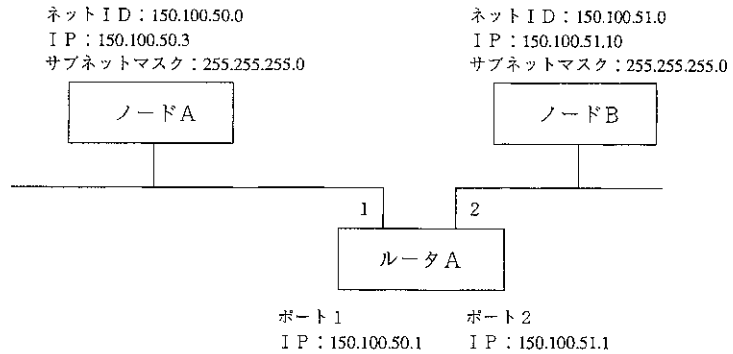 ネットＩＤ：150.100.50.0
ＩＰ：150.100.50.3
サブネットマスク：255.255.255.0
ネットＩＤ：150.100.51.0
ＩＰ：150.100.51.10
サブネットマスク：255.255.255.0
ノードＡ
ノードＢ
1
2
ルータＡ
ポート1
ＩＰ：150.100.50.1
ポート2
ＩＰ：150.100.51.1